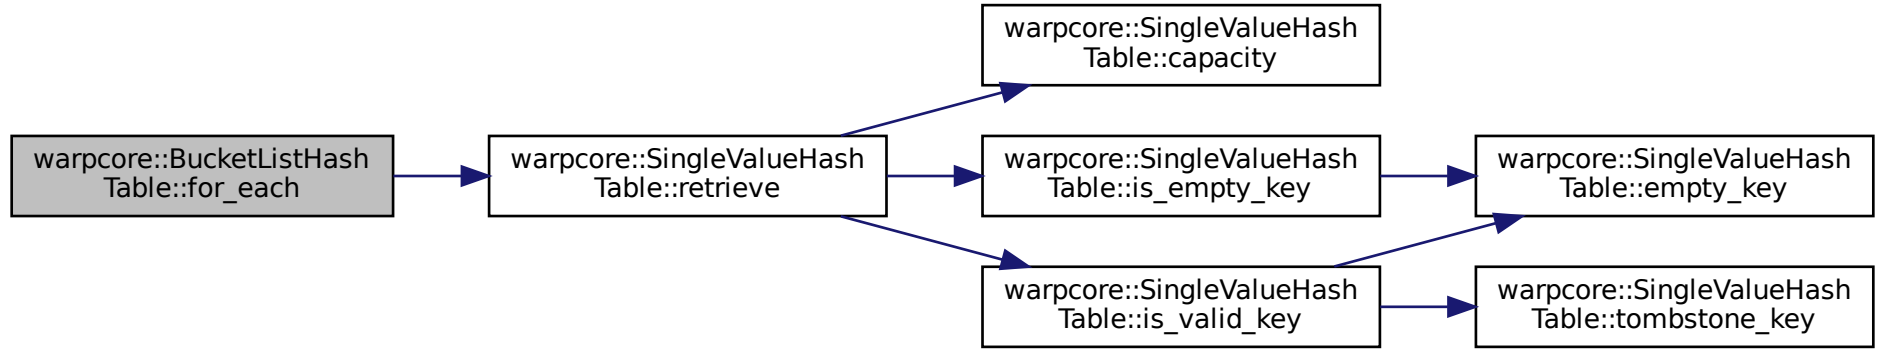 warpcore::BucketListHash
Table::for_each
warpcore::SingleValueHash
Table::retrieve
warpcore::SingleValueHash
Table::capacity
warpcore::SingleValueHash
Table::is_empty_key
warpcore::SingleValueHash
Table::is_valid_key
warpcore::SingleValueHash
Table::empty_key
warpcore::SingleValueHash
Table::tombstone_key